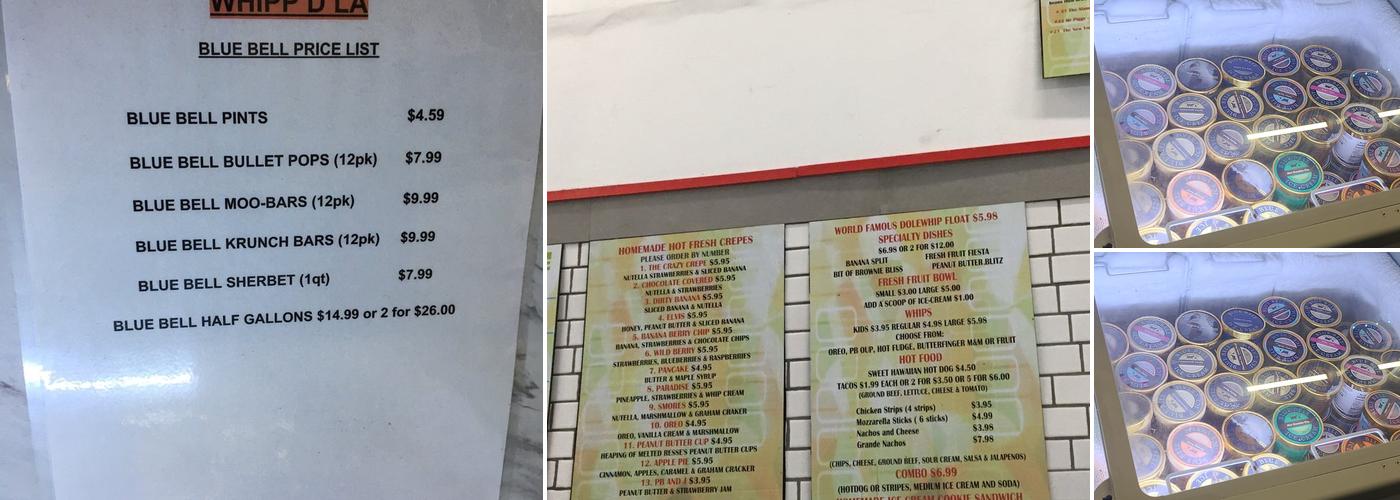 WHIPP'D LA
BLUE BELL PRICE LIST
BLUE BELL PINTS $4.59
BLUE BELL BULLET POPS (12pk) $7.99
BLUE BELL MOO-BARS (12pk) $9.99
BLUE BELL KRUNCH BARS (12pk) $9.99
BLUE BELL SHERBET (1qt) $7.99
BLUE BELL HALF GALLONS $14.99 or 2 for $26.00
HOMEMADE HOT FRESH CREPES
PLEASE ORDER BY NUMBER
1. THE CRAZY CREPE $5.95
NUTELLA STRAWBERRIES & SLICED BANANA
2. CHOCOLATE COVERED $5.95
NUTELLA & STRAWBERRIES
3. DIRTY BANANA $5.95
SLICED BANANA & NUTELLA
4. ELVIS $5.95
HONEY, PEANUT BUTTER & SLICED BANANA
5. BANANA BERRY CHIP $5.95
BANANA, STRAWBERRIES & CHOCOLATE CHIPS
6. WILD BERRY $5.95
STRAWBERRIES, BLUEBERRIES & RASPBERRIES
7. PANCAKE $4.95
BUTTER & MAPLE SYRUP
8. PARADISE $5.95
PINEAPPLE, STRAWBERRIES & WHIP CREAM
9. SMORES $5.95
NUTELLA, MARSHMALLOW & GRAHAM CRAKER
10. OREO $4.95
OREO, VANILLA CREAM & MARSHMALLOW
11. PEANUT BUTTER CUP $4.95
HEAPING OF MELTED RESSE'S PEANUT BUTTER CUPS
12. APPLE PIE $5.95
CINNAMON, APPLES, CARAMEL & GRAHAM CRACKER
13. PB AND J $3.95
PEANUT BUTTER & STRAWBERRY JAM
WORLD FAMOUS DOLEWHIP FLOAT $5.98
SPECIALTY DISHES
$6.98 OR 2 FOR $12.00
BANANA SPLIT FRESH FRUIT FIESTA
BIT OF BROWNIE BLISS PEANUT BUTTER BLITZ
FRESH FRUIT BOWL
SMALL $3.00 LARGE $5.00
ADD A SCOOP OF ICE-CREAM $1.00
WHIPS
KIDS $3.95 REGULAR $4.98 LARGE $5.98
CHOOSE FROM:
OREO, PB CUP, HOT FUDGE, BUTTERFINGER M&M OR FRUIT
HOT FOOD
SWEET HAWAIIAN HOT DOG $4.50
TACOS $1.99 EACH OR 2 FOR $3.50 OR 5 FOR $6.00
(GROUND BEEF, LETTUCE, CHEESE & TOMATO)
Chicken Strips (4 strips) $3.95
Mozzarella Sticks ( 6 sticks) $4.99
Nachos and Cheese $3.98
Grande Nachos $7.98
(CHIPS, CHEESE, GROUND BEEF, SOUR CREAM, SALSA & JALAPENOS)
COMBO $6.99
(HOTDOG OR STRIPES, MEDIUM ICE CREAM AND SODA)
HOMEMADE ICE CREAM COOKIE SANDWICH